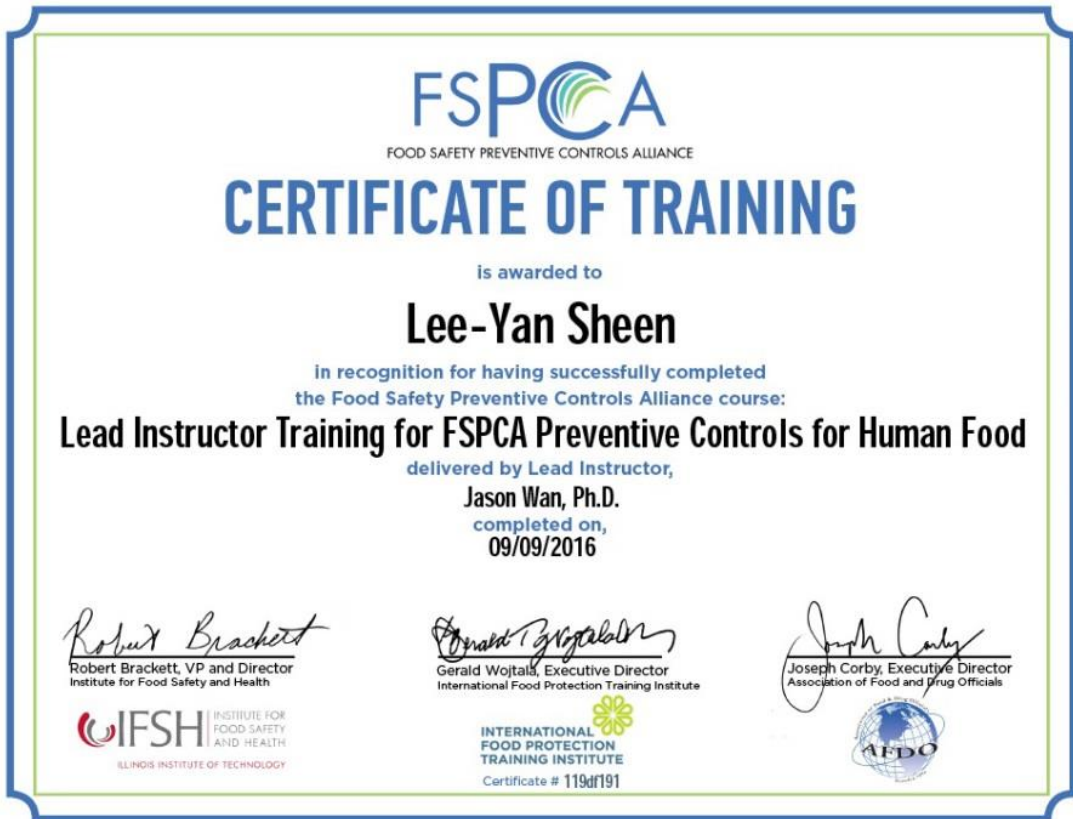 FSPCA
FOOD SAFETY PREVENTIVE CONTROLS ALLIANCE
CERTIFICATE OF TRAINING
is awarded to
Lee-Yan Sheen
in recognition for having successfully completed
the Food Safety Preventive Controls Alliance course:
Lead Instructor Training for FSPCA Preventive Controls for Human Food
delivered by Lead Instructor,
Jason Wan, Ph.D.
completed on,
09/09/2016
Robert Brackett
Robert Brackett, VP and Director
Institute for Food Safety and Health
Gerald Wojtala, Executive Director
International Food Protection Training Institute
Joseph Corby
Joseph Corby, Executive Director
Association of Food and Drug Officials
IFSH
INSTITUTE FOR
FOOD SAFETY
AND HEALTH
ILLINOIS INSTITUTE OF TECHNOLOGY
INTERNATIONAL
FOOD PROTECTION
TRAINING INSTITUTE
Certificate # 119df191
AFDO